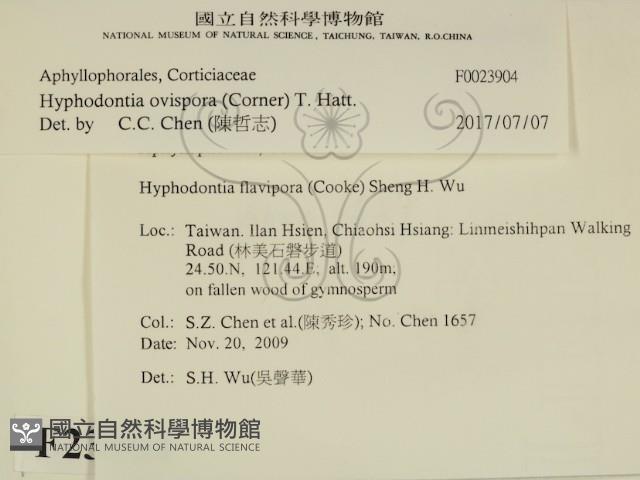 國立自然科學博物館
NATIONAL MUSEUM OF NATURAL SCIENCE, TAICHUNG, TAIWAN, R.O.CHINA
Aphyllophorales, Corticiaceae F0023904
Hyphodontia ovispora (Corner) T. Hatt.
Det. by C.C. Chen (陳哲志) 2017/07/07
Hyphodontia flavipora (Cooke) Sheng H. Wu
Loc.: Taiwan. Ilan Hsien, Chiaohsi Hsiang: Linmeishihpan Walking
Road (林美石磐步道)
24.50.N, 121.44.E, alt. 190m,
on fallen wood of gymnosperm
Col.: S.Z. Chen et al.(陳秀珍); No. Chen 1657
Date: Nov. 20, 2009
Det.: S.H. Wu(吳聲華)
國立自然科學博物館
NATIONAL MUSEUM OF NATURAL SCIENCE